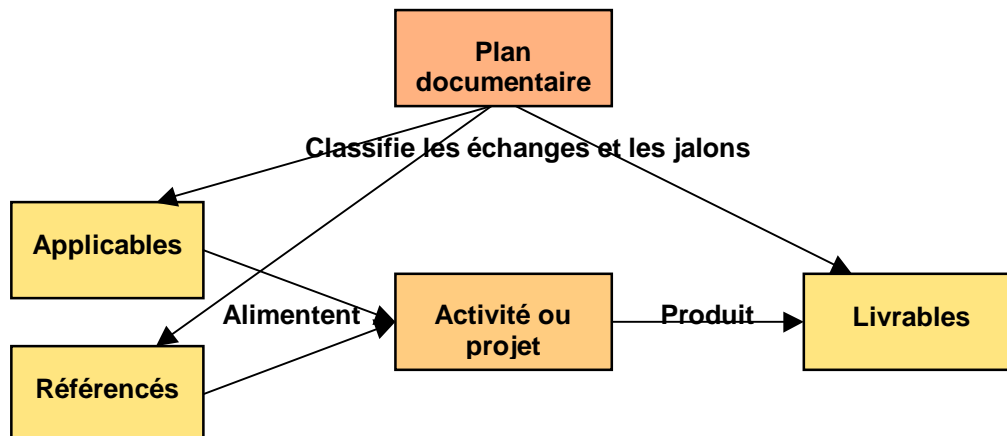 Plan
documentaire
Classifie les échanges et les jalons
Applicables
Alimentent
Activité ou
projet
Produit
Livrables
Référencés